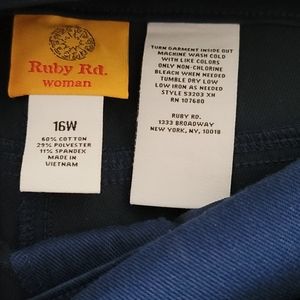 Ruby Rd.
woman
16W
60% COTTON
29% POLYESTER
11% SPANDEX
MADE IN
VIETNAM
TURN GARMENT INSIDE OUT
MACHINE WASH COLD
WITH LIKE COLORS
ONLY NON-CHLORINE
BLEACH WHEN NEEDED
TUMBLE DRY LOW
LOW IRON AS NEEDED
STYLE 53203 XH
RN 107680
RUBY RD.
1233 BROADWAY
NEW YORK, NY, 10018